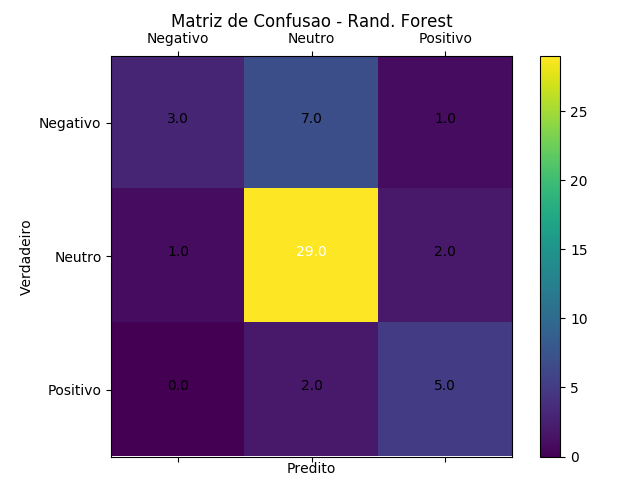 Matriz de Confusao - Rand. Forest
Negativo Neutro Positivo
Negativo 3.0 7.0 1.0
Neutro 1.0 29.0 2.0
Positivo 0.0 2.0 5.0
Verdadeiro
Predito
25
20
15
10
5
0